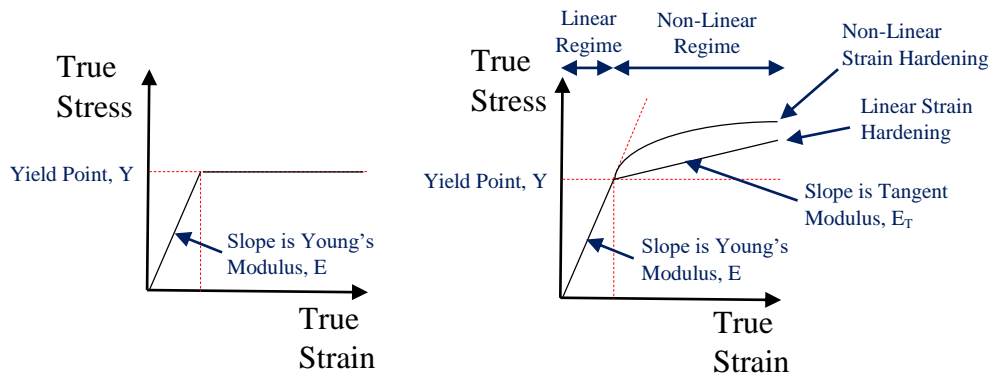 True
Stress
Yield Point, Y
Slope is Young's
Modulus, E
True
Strain
Linear
Regime
Non-Linear
Regime
Non-Linear
Strain Hardening
True
Stress
Linear Strain
Hardening
Yield Point, Y
Slope is Tangent
Modulus, E_T
Slope is Young's
Modulus, E
True
Strain